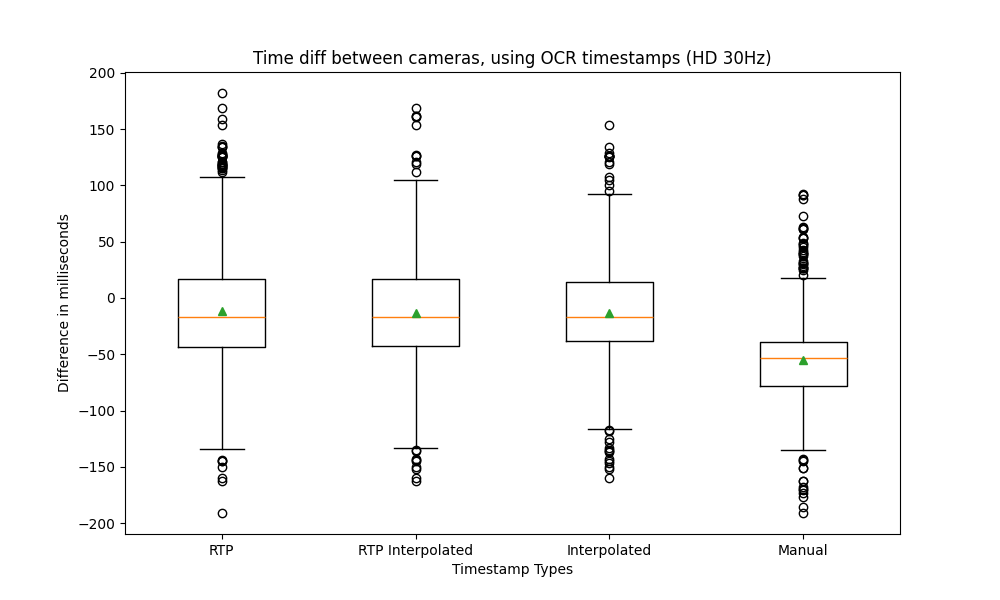 Time diff between cameras, using OCR timestamps (HD 30Hz)
200
150
100
50
0
−50
−100
−150
−200
Difference in milliseconds
RTP RTP Interpolated Interpolated Manual
Timestamp Types